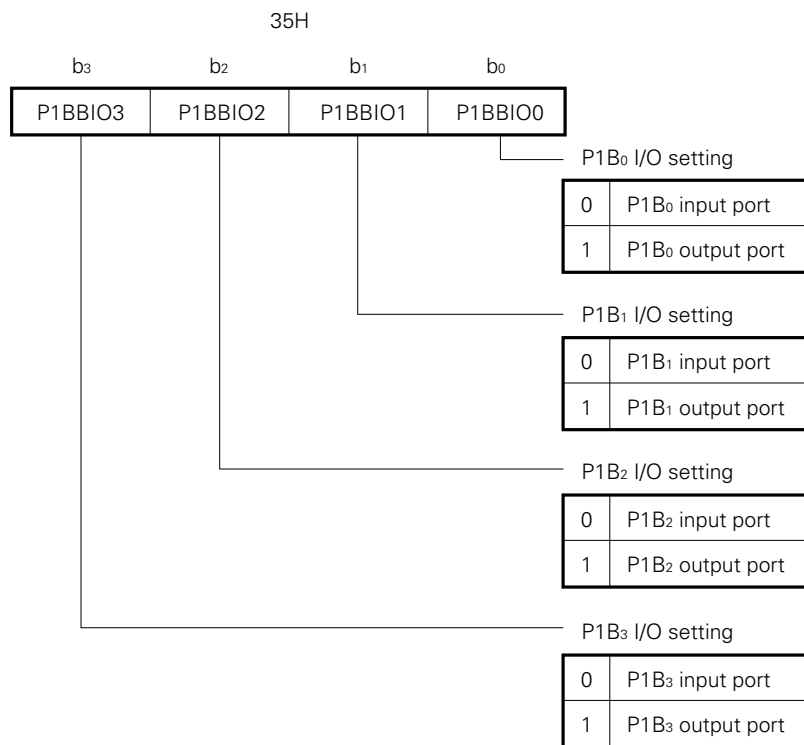 35H
b₃ b₂ b₁ b₀
P1BBIO3 P1BBIO2 P1BBIO1 P1BBIO0
P1B₀ I/O setting
0 P1B₀ input port
1 P1B₀ output port
P1B₁ I/O setting
0 P1B₁ input port
1 P1B₁ output port
P1B₂ I/O setting
0 P1B₂ input port
1 P1B₂ output port
P1B₃ I/O setting
0 P1B₃ input port
1 P1B₃ output port